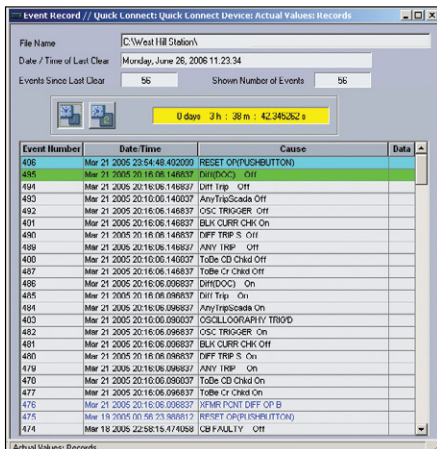 Event Record // Quick Connect: Quick Connect Device: Actual Values: Records
File Name C:\West Hill Station\
Date / Time of Last Clear Monday, June 26, 2006 11.23.34
Events Since Last Clear 56 Shown Number of Events 56
0 days 3 h : 38 m : 42.345262 s
Event Number Date/Time Cause Data
496 Mar 21 2005 23:54:48.492099 RESET OP(PUSHBUTTON)
495 Mar 21 2005 20:16:06.146837 Diff(DOC) Off
494 Mar 21 2005 20:16:06.146837 Diff Trip Off
493 Mar 21 2005 20:16:06.146837 AnyTripScada Off
492 Mar 21 2005 20:16:06.146837 OSC TRIGGER Off
491 Mar 21 2005 20:16:06.146837 BLK CURR CHK On
490 Mar 21 2005 20:16:06.146837 DIFF TRIP S Off
489 Mar 21 2005 20:16:06.146837 ANY TRIP Off
488 Mar 21 2005 20:16:06.146837 ToBe CB Chkd Off
487 Mar 21 2005 20:16:06.146837 ToBe Cr Chkd Off
486 Mar 21 2005 20:16:06.096837 Diff(DOC) On
485 Mar 21 2005 20:16:06.096837 Diff Trip On
484 Mar 21 2005 20:16:06.096837 AnyTripScada On
483 Mar 21 2005 20:16:06.096837 OSCILLOGRAPHY TRIG'D
482 Mar 21 2005 20:16:06.096837 OSC TRIGGER On
481 Mar 21 2005 20:16:06.096837 BLK CURR CHK Off
480 Mar 21 2005 20:16:06.096837 DIFF TRIP S On
479 Mar 21 2005 20:16:06.096837 ANY TRIP On
478 Mar 21 2005 20:16:06.096837 ToBe CB Chkd On
477 Mar 21 2005 20:16:06.096837 ToBe Cr Chkd On
476 Mar 21 2005 20:16:06.096837 XFMR PCNT DIFF OP B
475 Mar 19 2005 00:56:23.988812 RESET OP(PUSHBUTTON)
474 Mar 18 2005 22:58:15.474058 CB FAULTY Off
Actual Values: Records